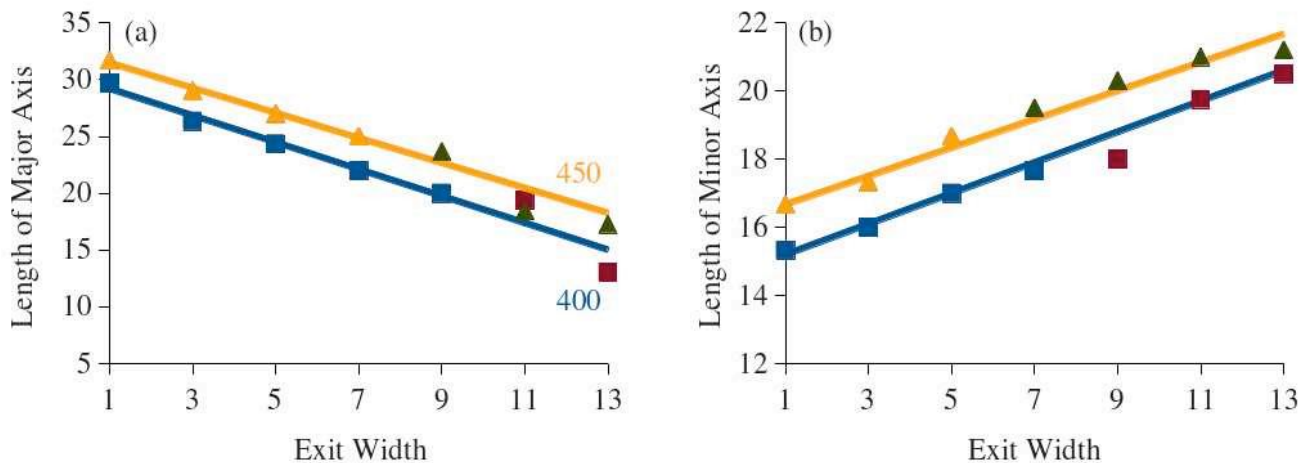 (a)
Length of Major Axis
35
30
25
20
15
10
5
450
400
1 3 5 7 9 11 13
Exit Width
(b)
Length of Minor Axis
22
20
18
16
14
12
1 3 5 7 9 11 13
Exit Width